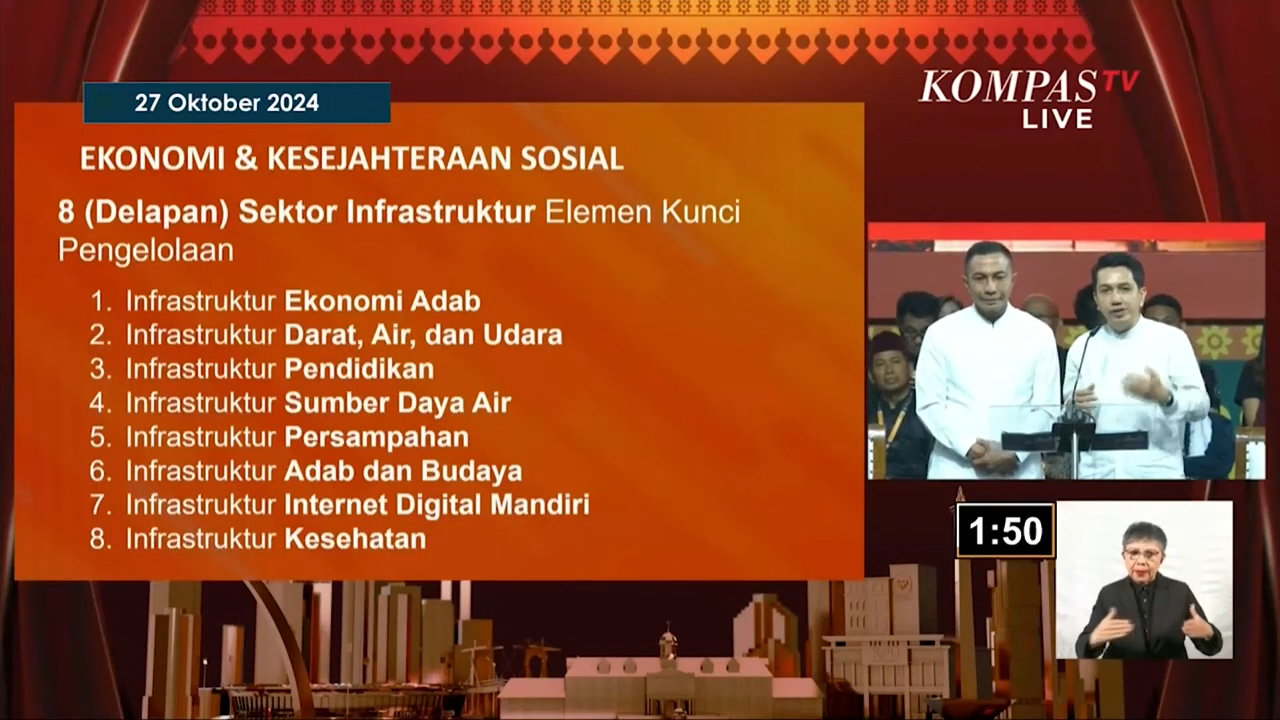 27 Oktober 2024
KOMPAS TV
LIVE
EKONOMI & KESEJAHTERAAN SOSIAL
8 (Delapan) Sektor Infrastruktur Elemen Kunci
Pengelolaan
1. Infrastruktur Ekonomi Adab
2. Infrastruktur Darat, Air, dan Udara
3. Infrastruktur Pendidikan
4. Infrastruktur Sumber Daya Air
5. Infrastruktur Persampahan
6. Infrastruktur Adab dan Budaya
7. Infrastruktur Internet Digital Mandiri
8. Infrastruktur Kesehatan
1:50